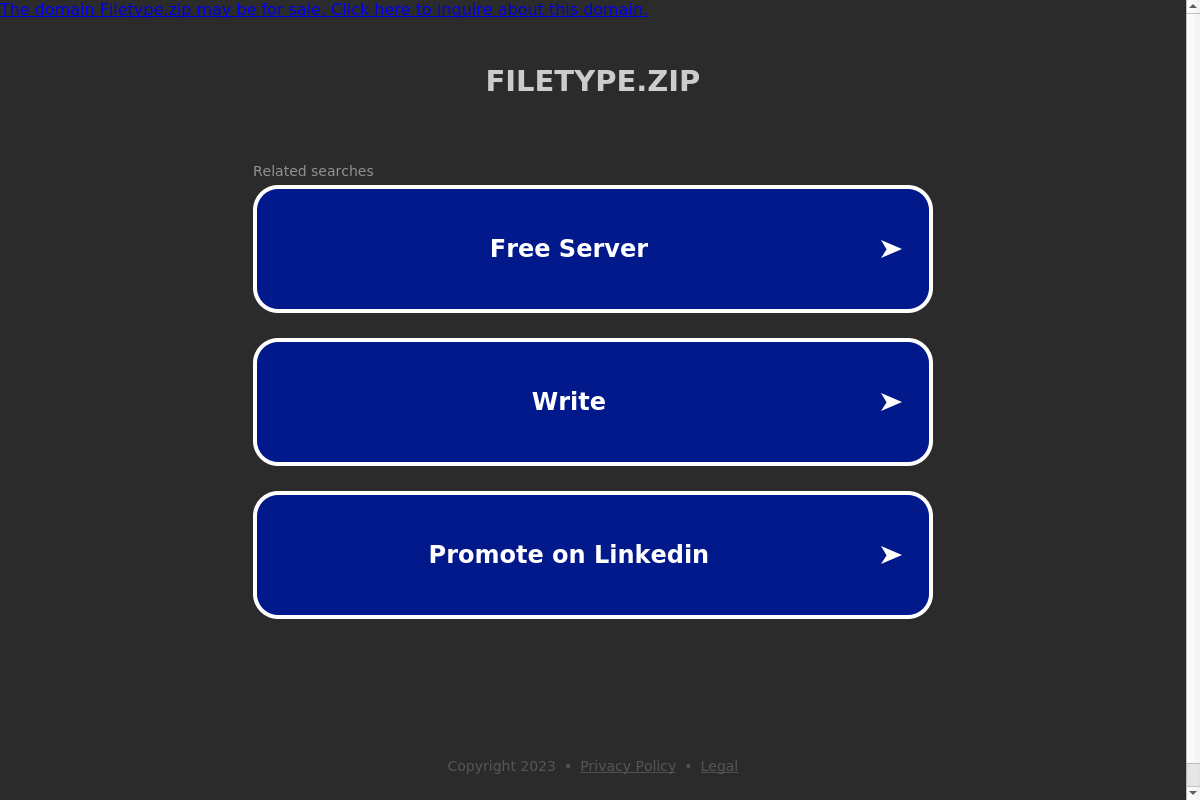 The domain Filetype.zip may be for sale. Click here to inquire about this domain.
FILETYPE.ZIP
Related searches
Free Server
Write
Promote on Linkedin
Copyright 2023 • Privacy Policy • Legal